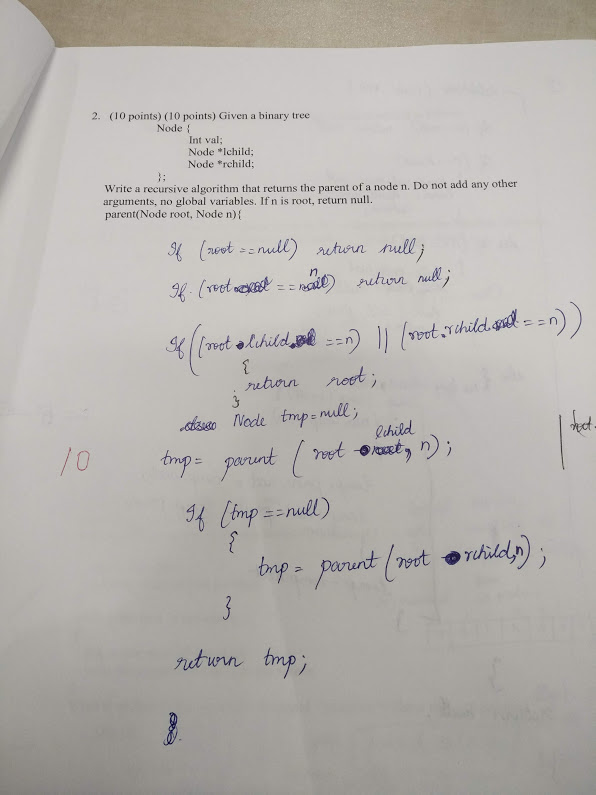 2. (10 points) (10 points) Given a binary tree
Node {
Int val;
Node *lchild;
Node *rchild;
};
Write a recursive algorithm that returns the parent of a node n. Do not add any other
arguments, no global variables. If n is root, return null.
parent(Node root, Node n){
If (root == null) return null;
If (root == n) return null;
If ((root.lchild == n) || (root.rchild == n))
{
return root;
}
Node tmp = null;
tmp = parent (root.lchild, n);
10
If (tmp == null)
{
tmp = parent (root.rchild, n);
}
return tmp;